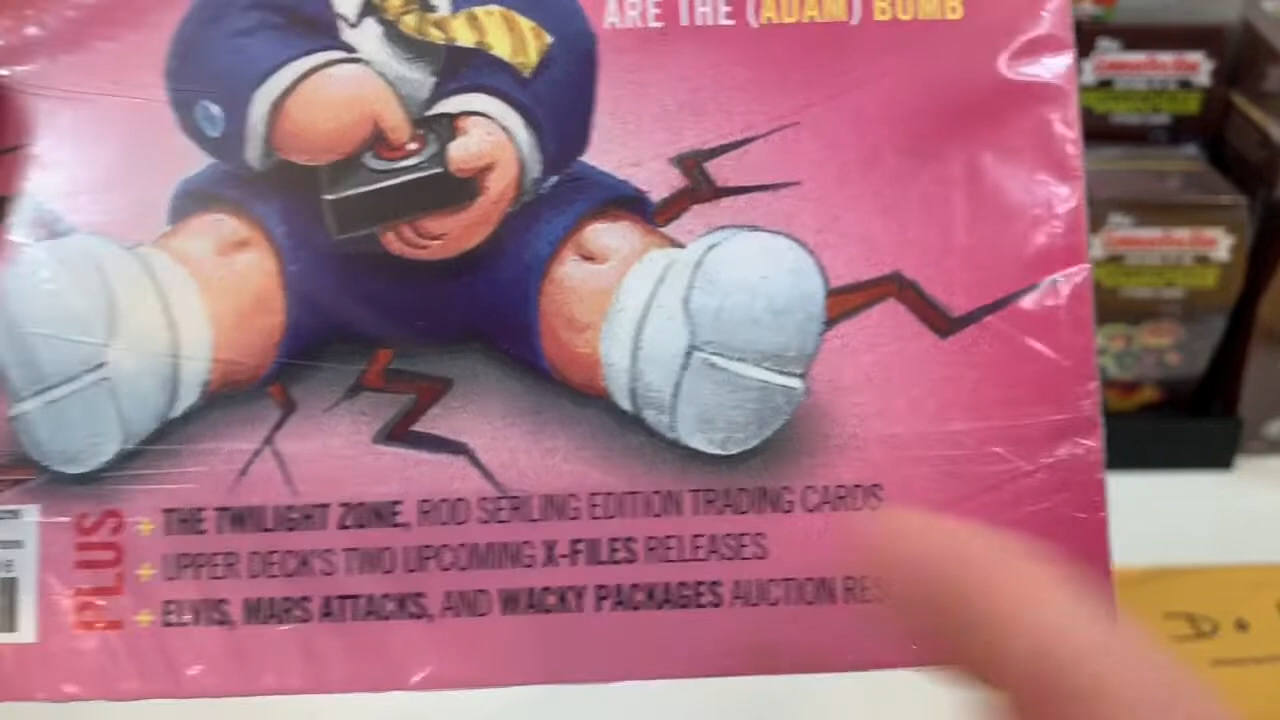 ARE THE (ADAM) BOMB
PLUS
+ THE TWILIGHT ZONE, ROD SERLING EDITION TRADING CARDS
+ UPPER DECK'S TWO UPCOMING X-FILES RELEASES
+ ELVIS, MARS ATTACKS, AND WACKY PACKAGES AUCTION